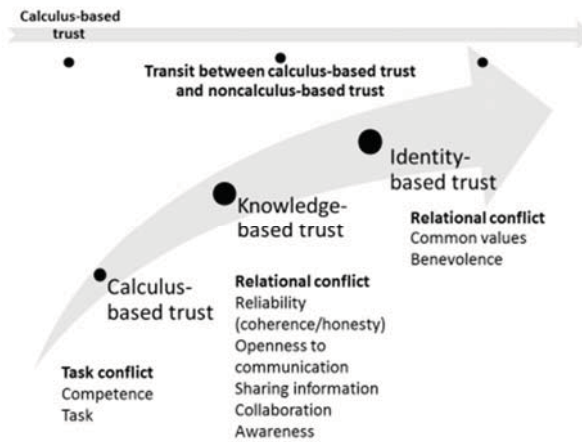 Calculus-based
trust
Transit between calculus-based trust
and noncalculus-based trust
Identity-
based trust
Relational conflict
Common values
Benevolence
Knowledge-
based trust
Relational conflict
Reliability
(coherence/honesty)
Openness to
communication
Sharing information
Collaboration
Awareness
Calculus-
based trust
Task conflict
Competence
Task